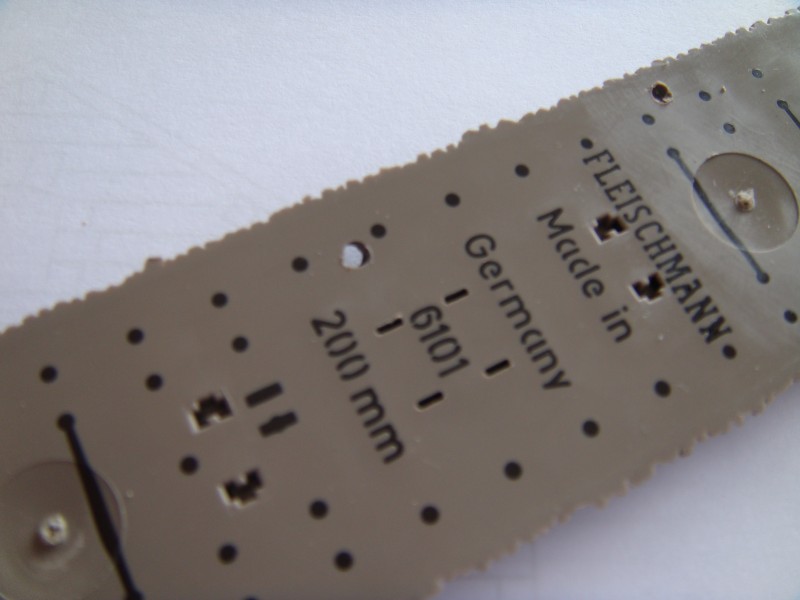 FLEISCHMANN
Made in
Germany
6101
200 mm